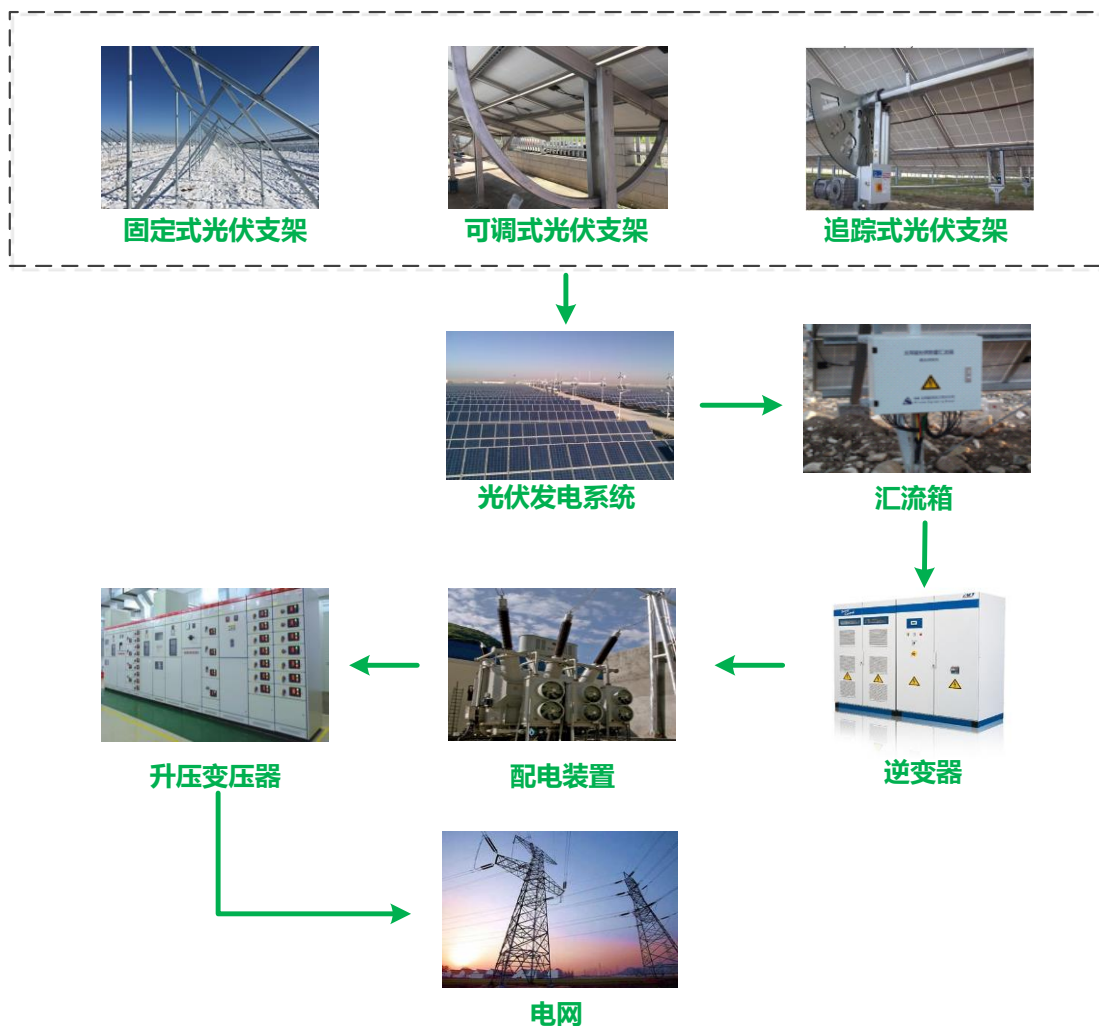 固定式光伏支架
可调式光伏支架
追踪式光伏支架
光伏发电系统
汇流箱
升压变压器
配电装置
逆变器
电网